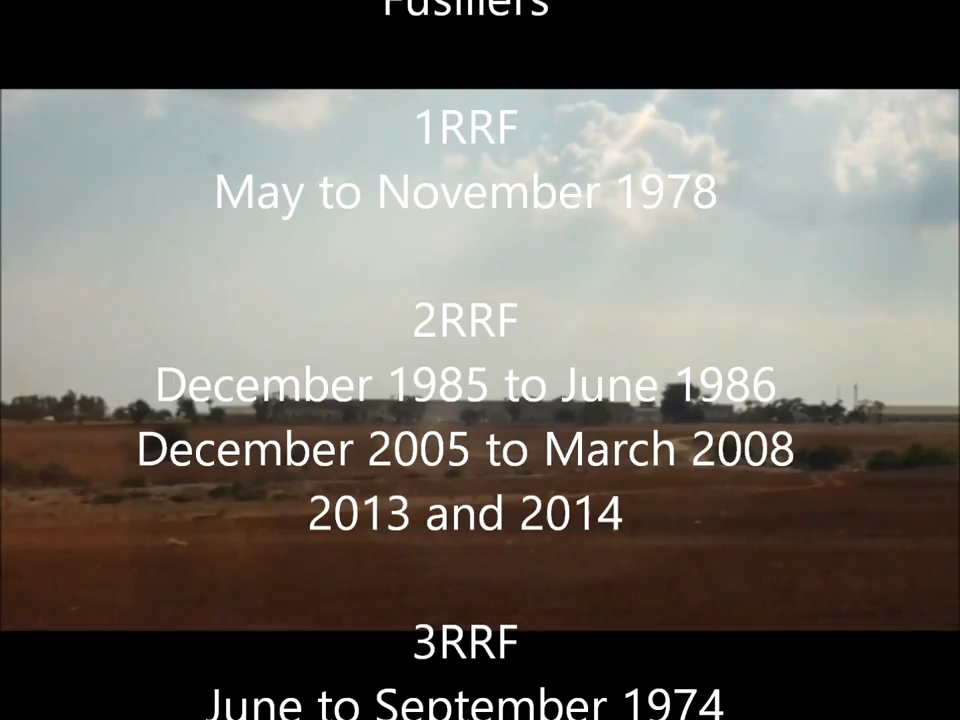 Fusiliers
1RRF
May to November 1978
2RRF
December 1985 to June 1986
December 2005 to March 2008
2013 and 2014
3RRF
June to September 1974